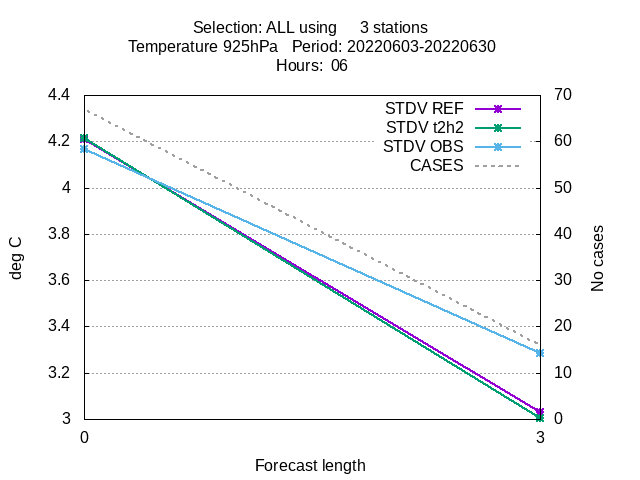 Selection: ALL using     3 stations
Temperature 925hPa   Period: 20220603-20220630
Hours:  06
4.4
4.2
4
3.8
3.6
3.4
3.2
3
deg C
STDV REF
STDV t2h2
STDV OBS
CASES
70
60
50
40
30
20
10
0
No cases
0
3
Forecast length